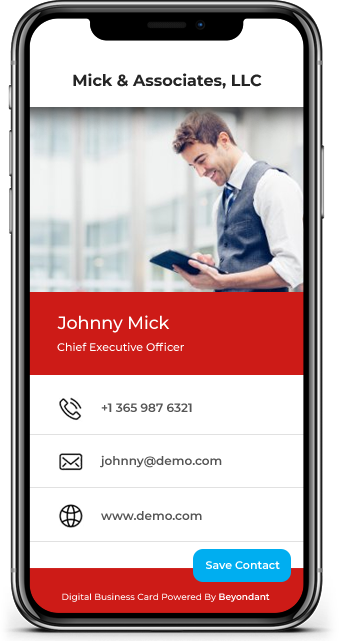 Mick & Associates, LLC
Johnny Mick
Chief Executive Officer
+1 365 987 6321
johnny@demo.com
www.demo.com
Save Contact
Digital Business Card Powered By Beyondant